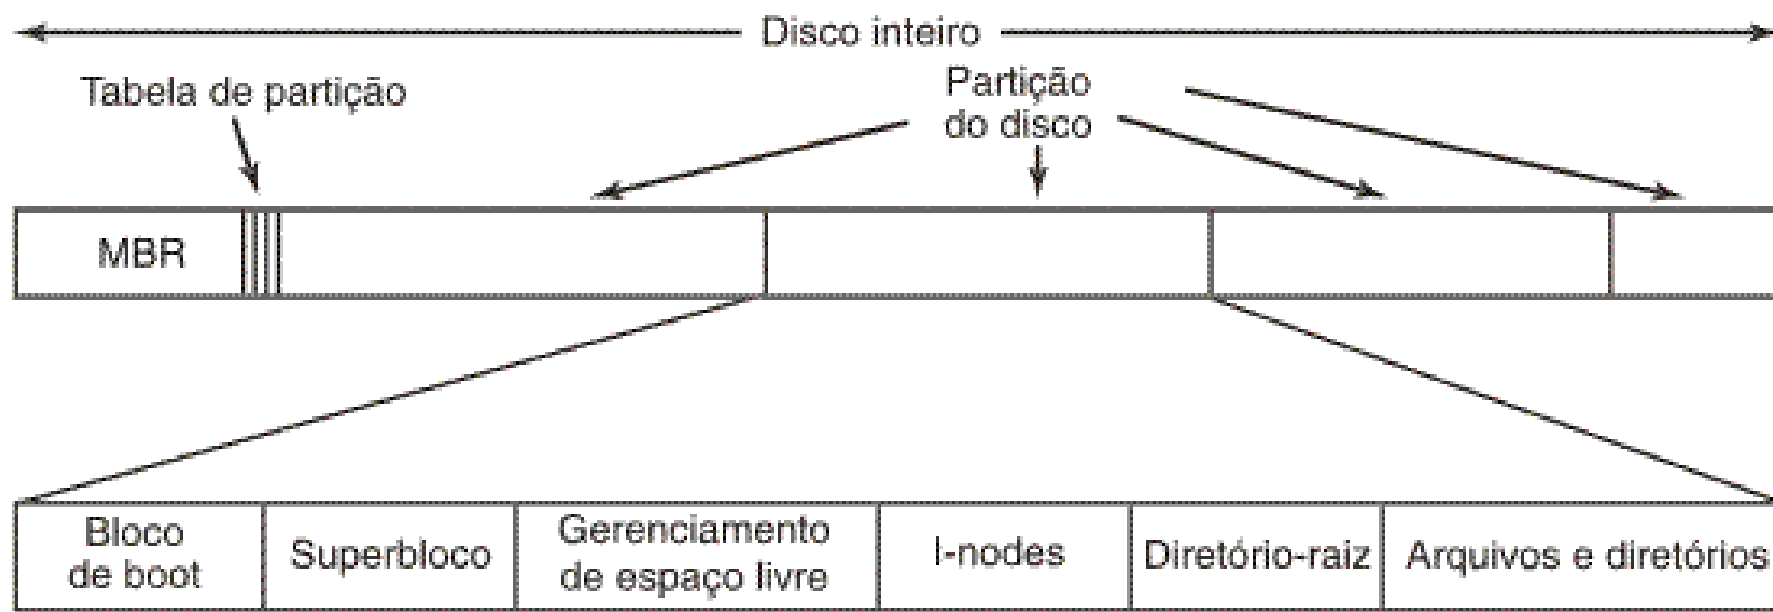 Disco inteiro
Tabela de partição
Partição
do disco
MBR
Bloco
de boot
Superbloco
Gerenciamento
de espaço livre
I-nodes
Diretório-raiz
Arquivos e diretórios